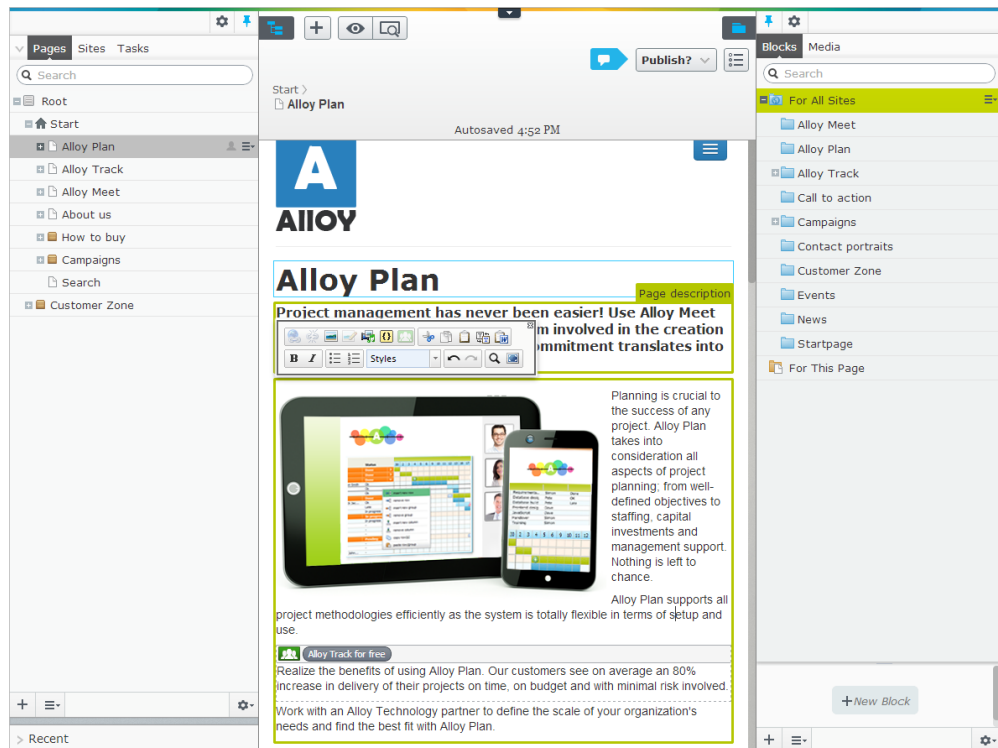 Pages Sites Tasks
Search
Root
Start
Alloy Plan
Alloy Track
Alloy Meet
About us
How to buy
Campaigns
Search
Customer Zone
Recent
Publish?
Start
Alloy Plan
Autosaved 4:52 PM
A
Alloy
Alloy Plan
Page description
Project management has never been easier! Use Alloy Meet
m involved in the creation
ommitment translates into
B I Styles
Planning is crucial to
the success of any
project. Alloy Plan
takes into
consideration all
aspects of project
planning; from well-
defined objectives to
staffing, capital
investments and
management support.
Nothing is left to
chance.
Alloy Plan supports all
project methodologies efficiently as the system is totally flexible in terms of setup and
use.
Alloy Track for free
Realize the benefits of using Alloy Plan. Our customers see on average an 80%
increase in delivery of their projects on time, on budget and with minimal risk involved.
Work with an Alloy Technology partner to define the scale of your organization's
needs and find the best fit with Alloy Plan.
Blocks Media
Search
For All Sites
Alloy Meet
Alloy Plan
Alloy Track
Call to action
Campaigns
Contact portraits
Customer Zone
Events
News
Startpage
For This Page
New Block